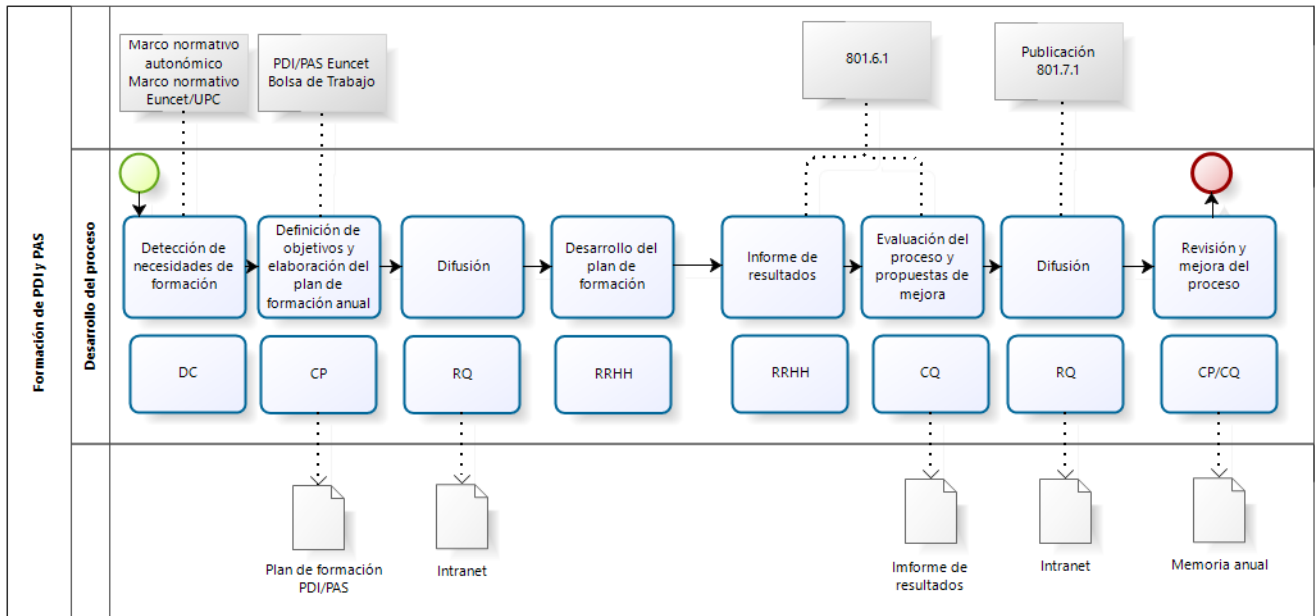 Formación de PDI y PAS
Desarrollo del proceso
Marco normativo
autonómico
Marco normativo
Euncet/UPC
PDI/PAS Euncet
Bolsa de Trabajo
801.6.1
Publicación
801.7.1
Detección de
necesidades de
formación
Definición de
objetivos y
elaboración del
plan de
formación anual
Difusión
Desarrollo del
plan de
formación
Informe de
resultados
Evaluación del
proceso y
propuestas de
mejora
Difusión
Revisión y
mejora del
proceso
DC
CP
RQ
RRHH
RRHH
CQ
RQ
CP/CQ
Plan de formación
PDI/PAS
Intranet
Imforme de
resultados
Intranet
Memoria anual